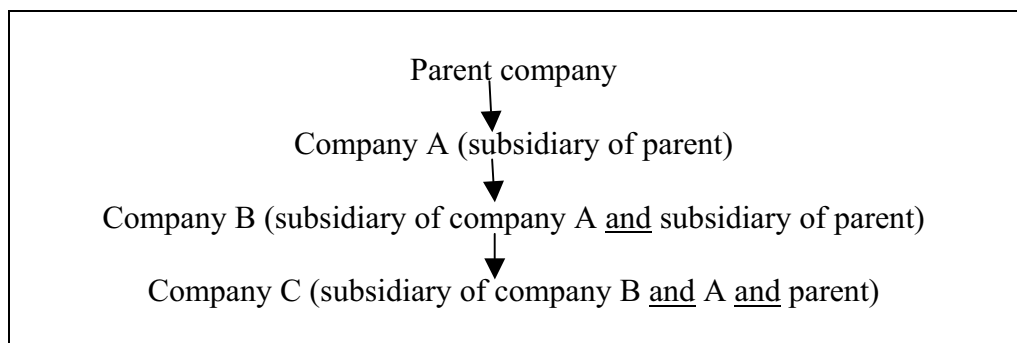 Parent company
Company A (subsidiary of parent)
Company B (subsidiary of company A and subsidiary of parent)
Company C (subsidiary of company B and A and parent)